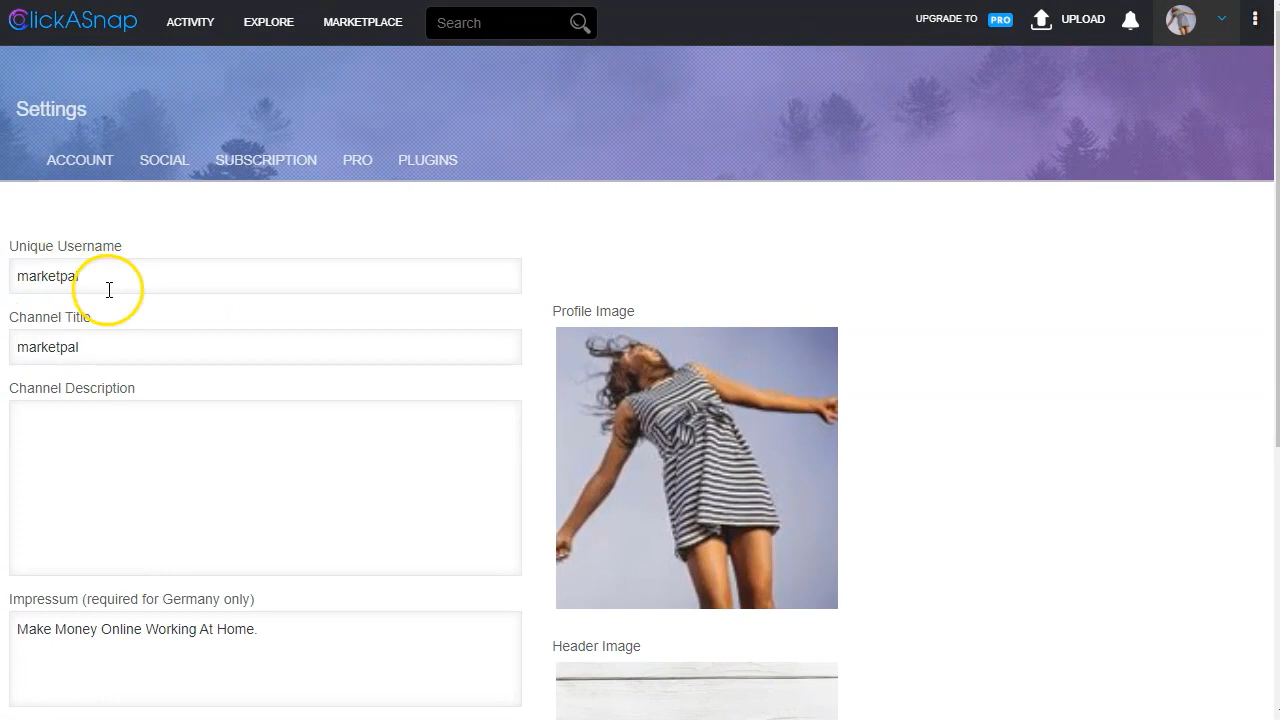 ClickASnap ACTIVITY EXPLORE MARKETPLACE Search UPGRADE TO PRO UPLOAD
Settings
ACCOUNT SOCIAL SUBSCRIPTION PRO PLUGINS
Unique Username
marketpal
Channel Title
marketpal
Channel Description
Impressum (required for Germany only)
Make Money Online Working At Home.
Profile Image
Header Image